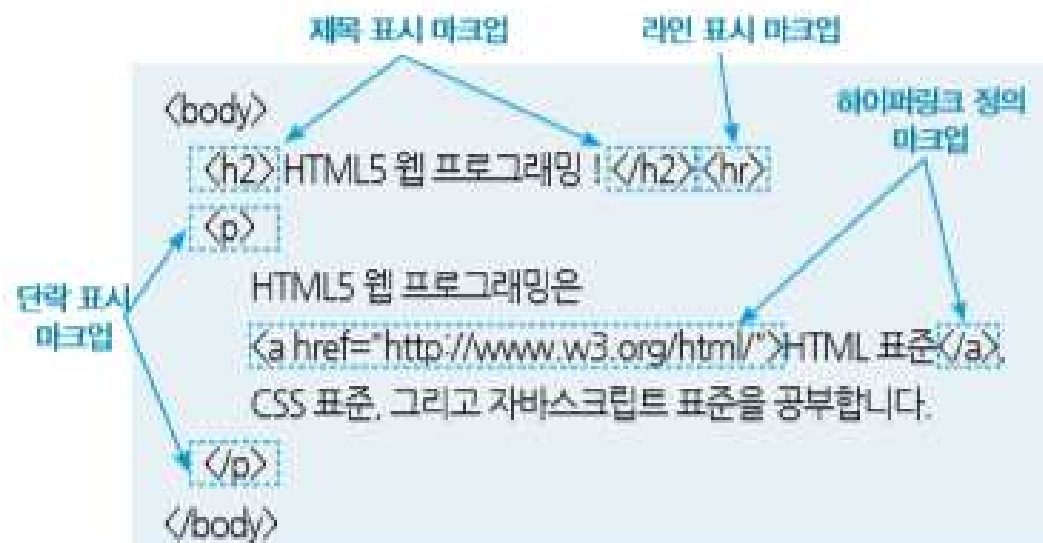 제목 표시 마크업 라인 표시 마크업
<body>
하이퍼링크 정의
마크업
<h2>HTML5 웹 프로그래밍 !</h2><hr>
<p>
단락 표시
마크업
HTML5 웹 프로그래밍은
<a href="http://www.w3.org/html/">HTML 표준</a>,
CSS 표준, 그리고 자바스크립트 표준을 공부합니다.
</p>
</body>